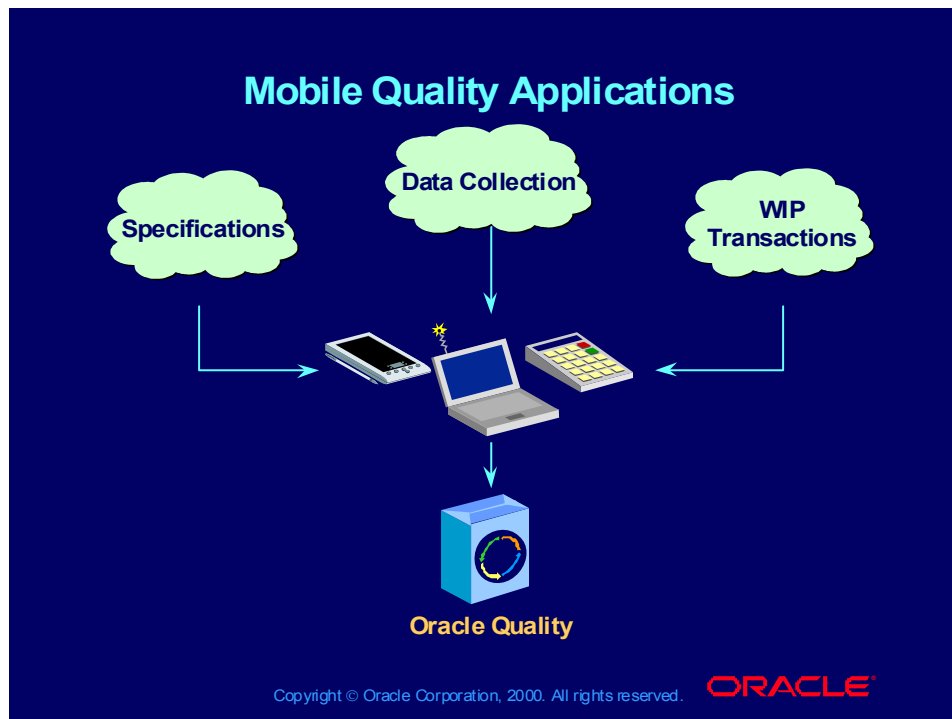 Mobile Quality Applications
Data Collection
Specifications
WIP
Transactions
Oracle Quality
Copyright © Oracle Corporation, 2000. All rights reserved.
ORACLE®